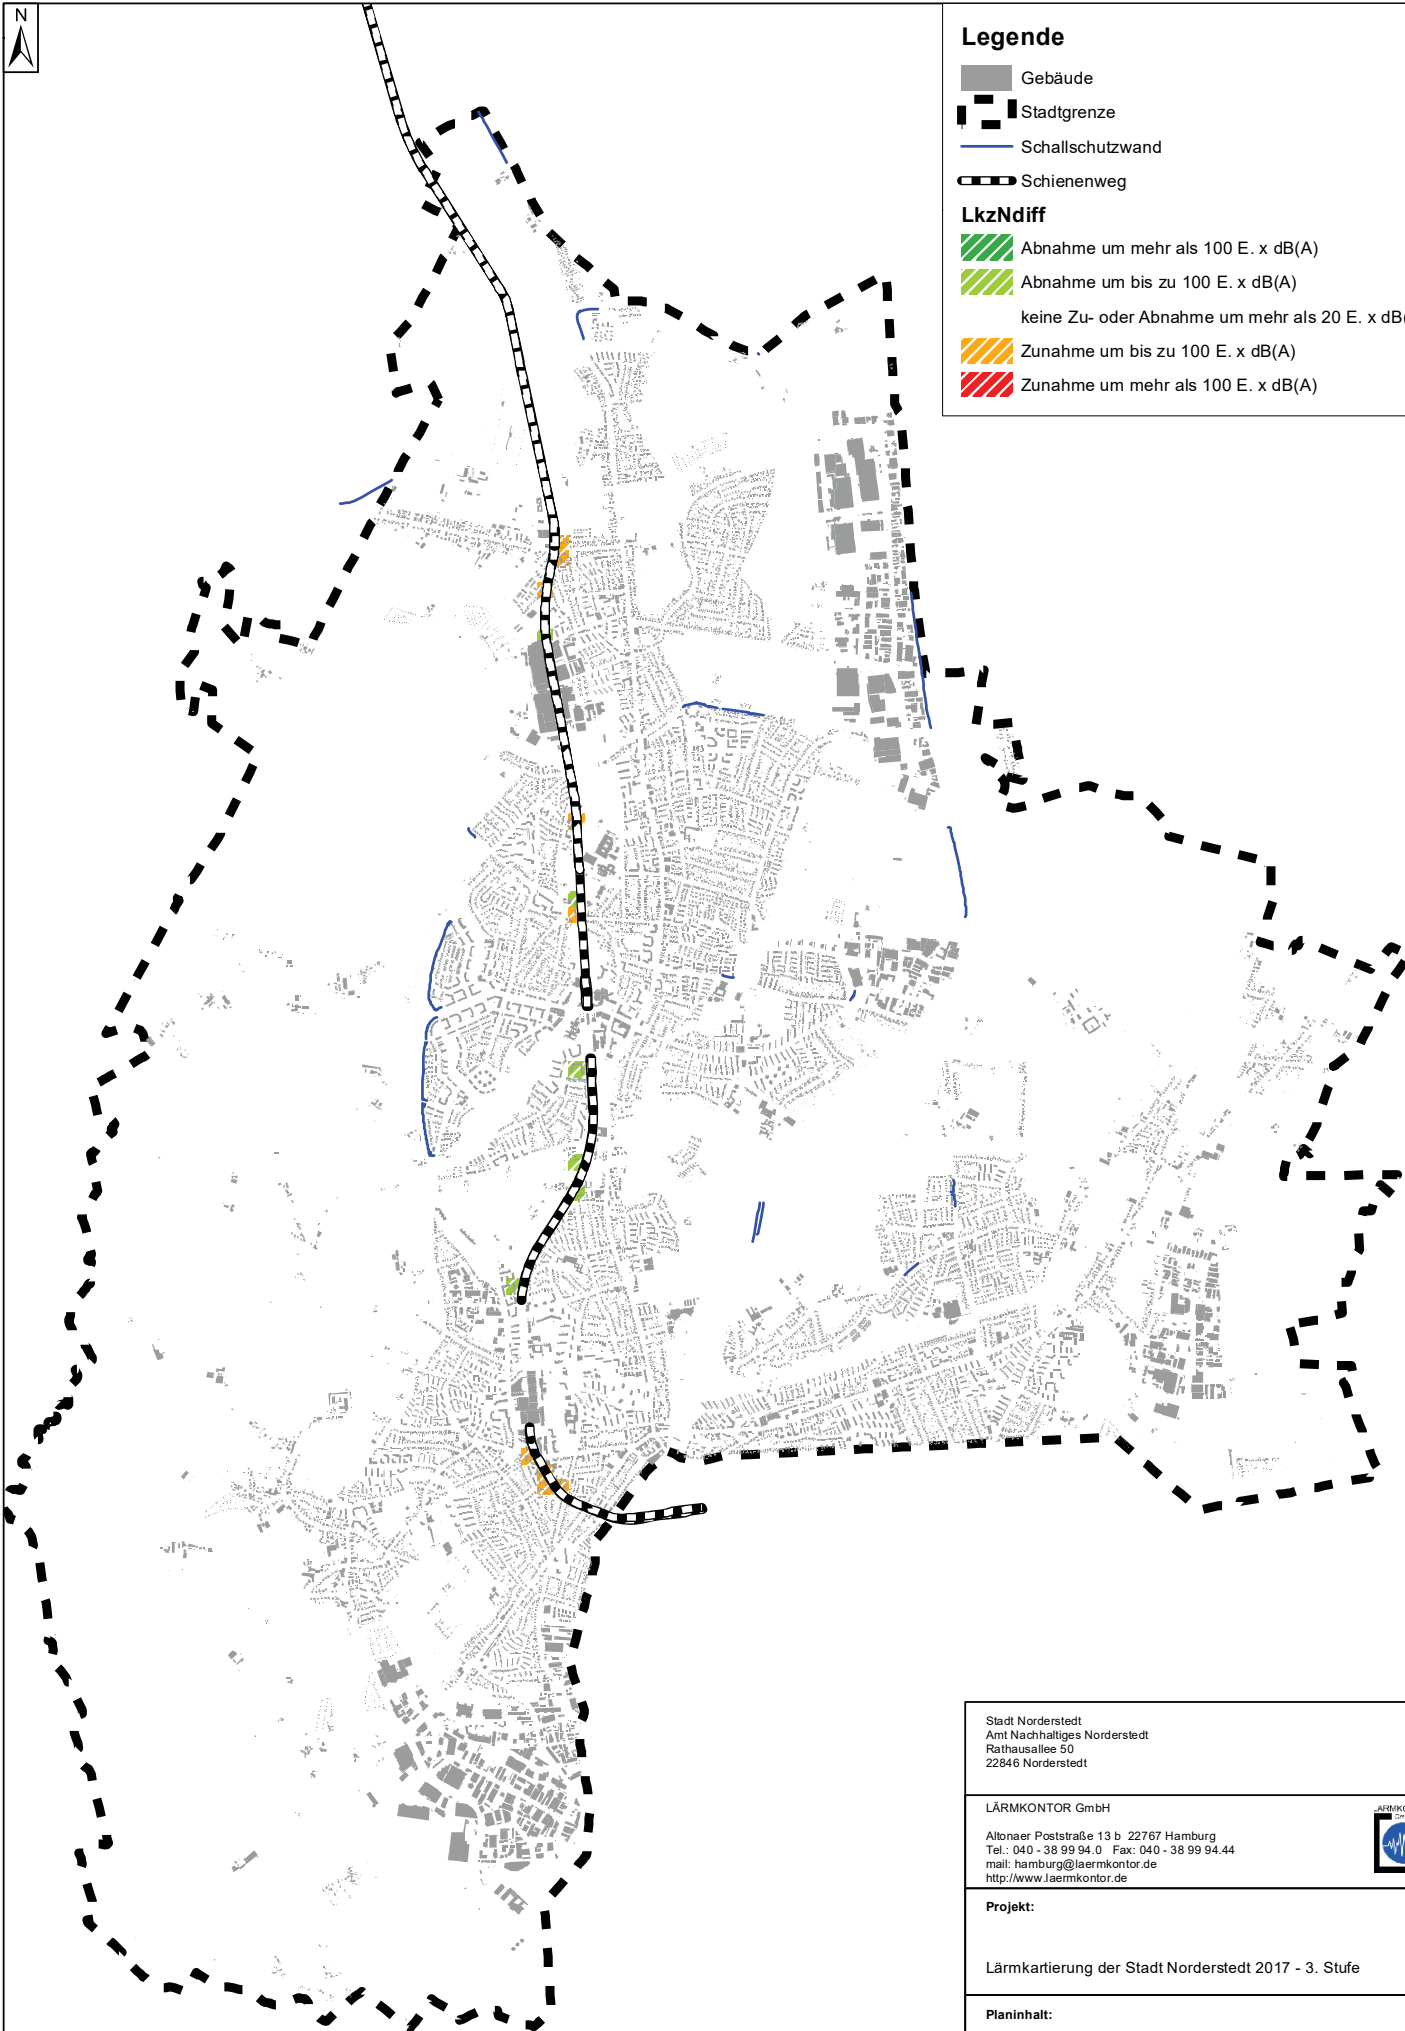 N
Legende
Gebäude
Stadtgrenze
Schallschutzwand
Schienenweg
LkzNdiff
Abnahme um mehr als 100 E. x dB(A)
Abnahme um bis zu 100 E. x dB(A)
keine Zu- oder Abnahme um mehr als 20 E. x dB(
Zunahme um bis zu 100 E. x dB(A)
Zunahme um mehr als 100 E. x dB(A)
Stadt Norderstedt
Amt Nachhaltiges Norderstedt
Rathausallee 50
22846 Norderstedt
LÄRMKONTOR GmbH
Altonaer Poststraße 13 b 22767 Hamburg
Tel.: 040 - 38 99 94.0 Fax: 040 - 38 99 94.44
mail: hamburg@laermkontor.de
http://www.laermkontor.de
Projekt:
Lärmkartierung der Stadt Norderstedt 2017 - 3. Stufe
Planinhalt: